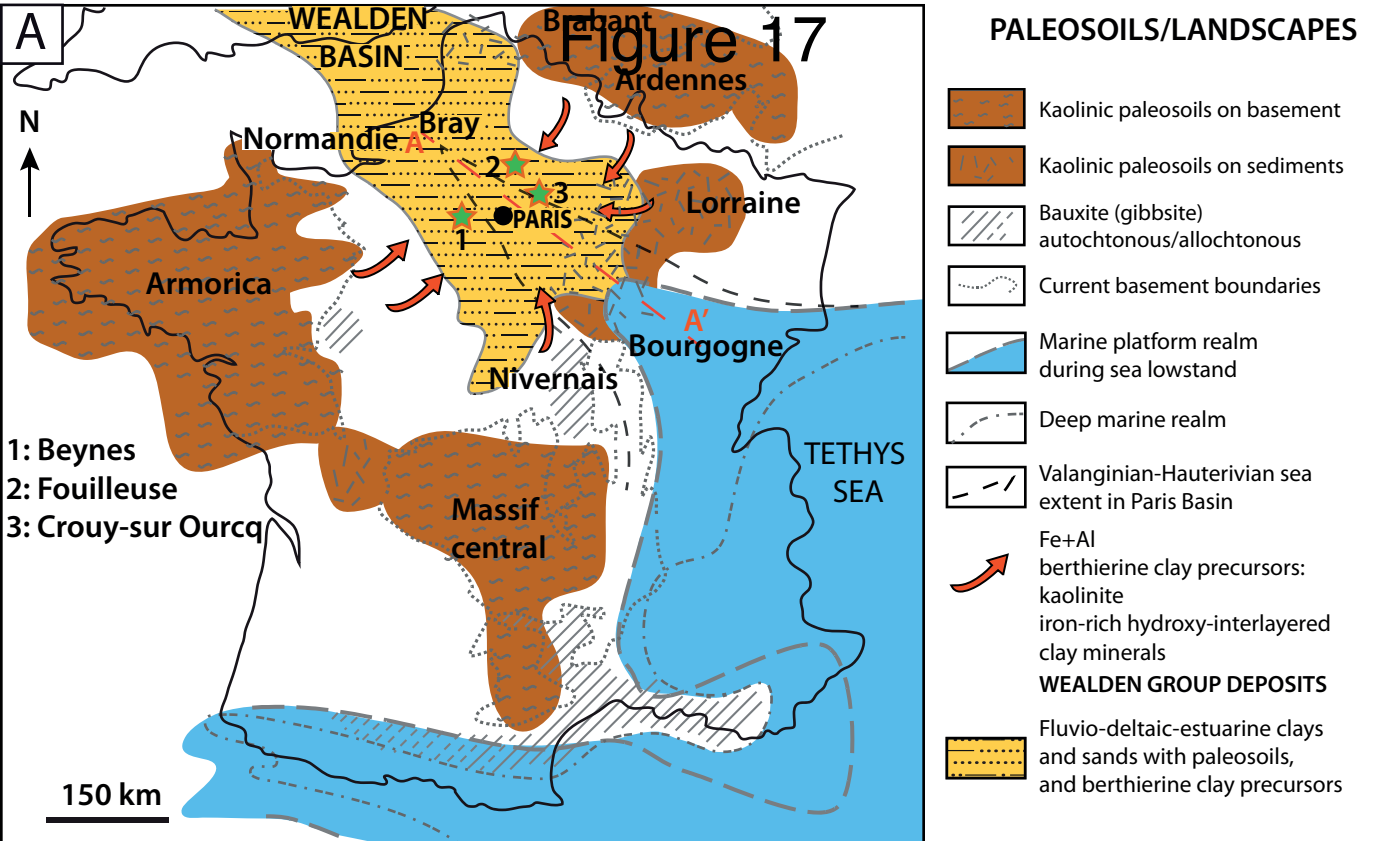 A
WEALDEN
BASIN
Brabant
Figure 17
Ardennes
N
Normandie
A
Bray
2
3
PARIS
1
Lorraine
Armorica
A'
Bourgogne
Nivernais
1: Beynes
2: Fouilleuse
3: Crouy-sur Ourcq
TETHYS
SEA
Massif
central
150 km
PALEOSOILS/LANDSCAPES
Kaolinic paleosoils on basement
Kaolinic paleosoils on sediments
Bauxite (gibbsite)
autochtonous/allochtonous
Current basement boundaries
Marine platform realm
during sea lowstand
Deep marine realm
Valanginian-Hauterivian sea
extent in Paris Basin
Fe+Al
berthierine clay precursors:
kaolinite
iron-rich hydroxy-interlayered
clay minerals
WEALDEN GROUP DEPOSITS
Fluvio-deltaic-estuarine clays
and sands with paleosoils,
and berthierine clay precursors